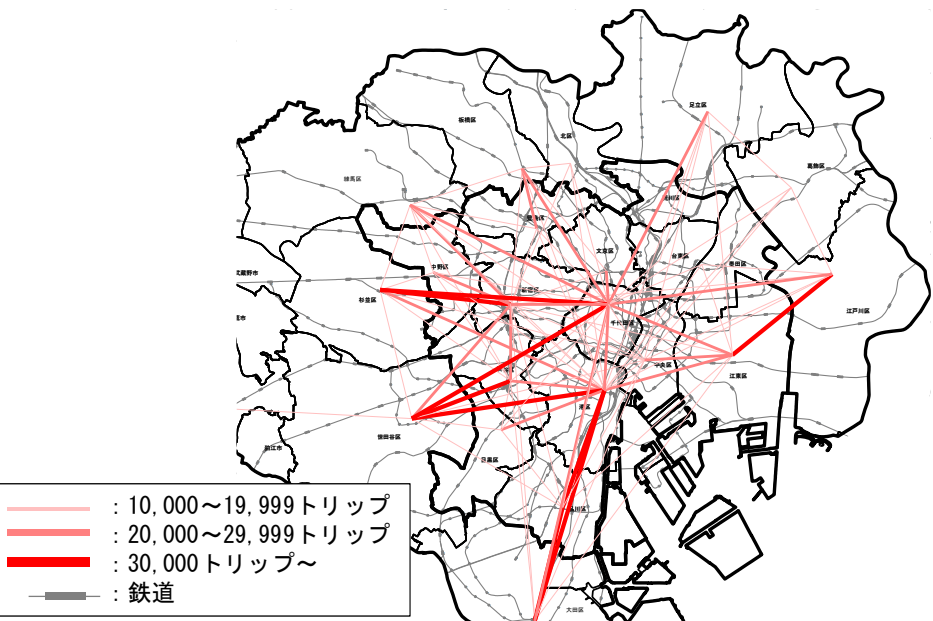 足立区
板橋区
北区
葛飾区
練馬区
荒川区
豊島区
文京区
台東区
墨田区
中野区
新宿区
武蔵野市
杉並区
江戸川区
千代田区
中央区
江東区
港区
世田谷区
狛江市
目黒区
品川区
大田区
：10,000～19,999トリップ
：20,000～29,999トリップ
：30,000トリップ～
：鉄道